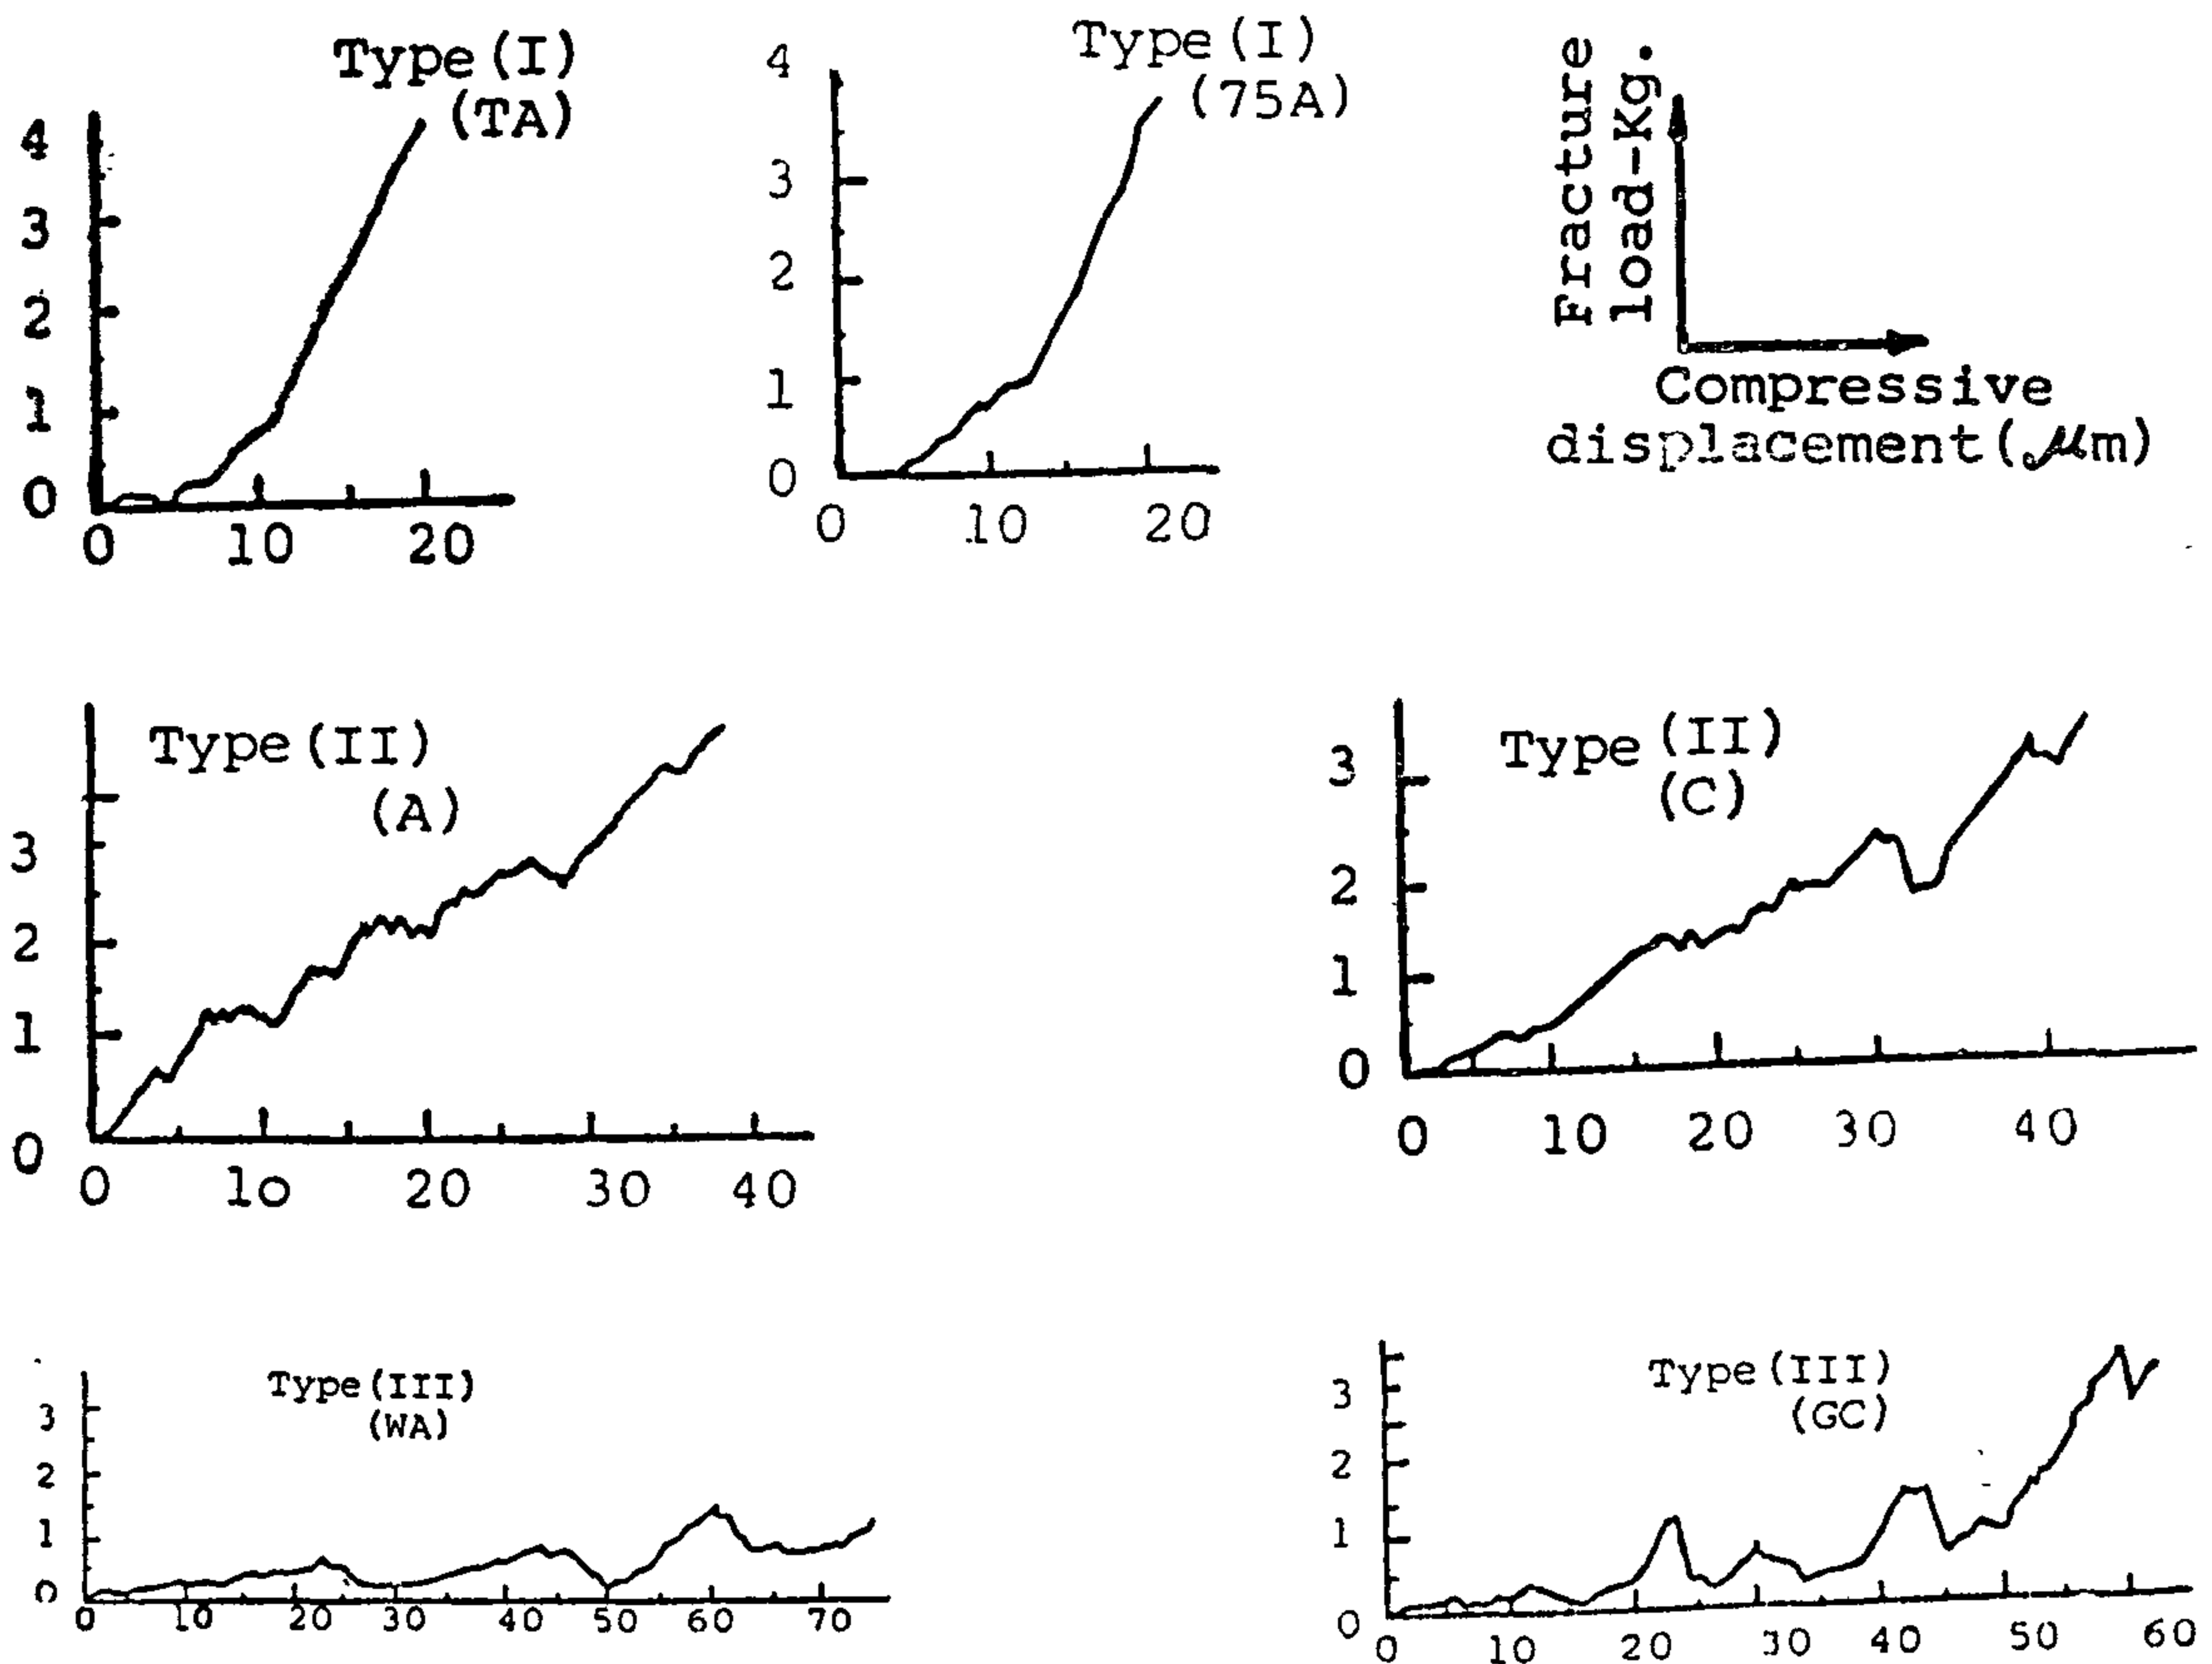 Type (I)
(TA)
4
3
2
1
0
0 10 20
Type (I)
(75A)
4
3
2
1
0
0 10 20
Fracture
load-Kg.
Compressive
displacement (μm)
Type (II)
(A)
3
2
1
0
0 10 20 30 40
Type (II)
(C)
3
2
1
0
0 10 20 30 40
Type (III)
(WA)
3
2
1
0
0 10 20 30 40 50 60 70
Type (III)
(GC)
3
2
1
0
0 10 20 30 40 50 60